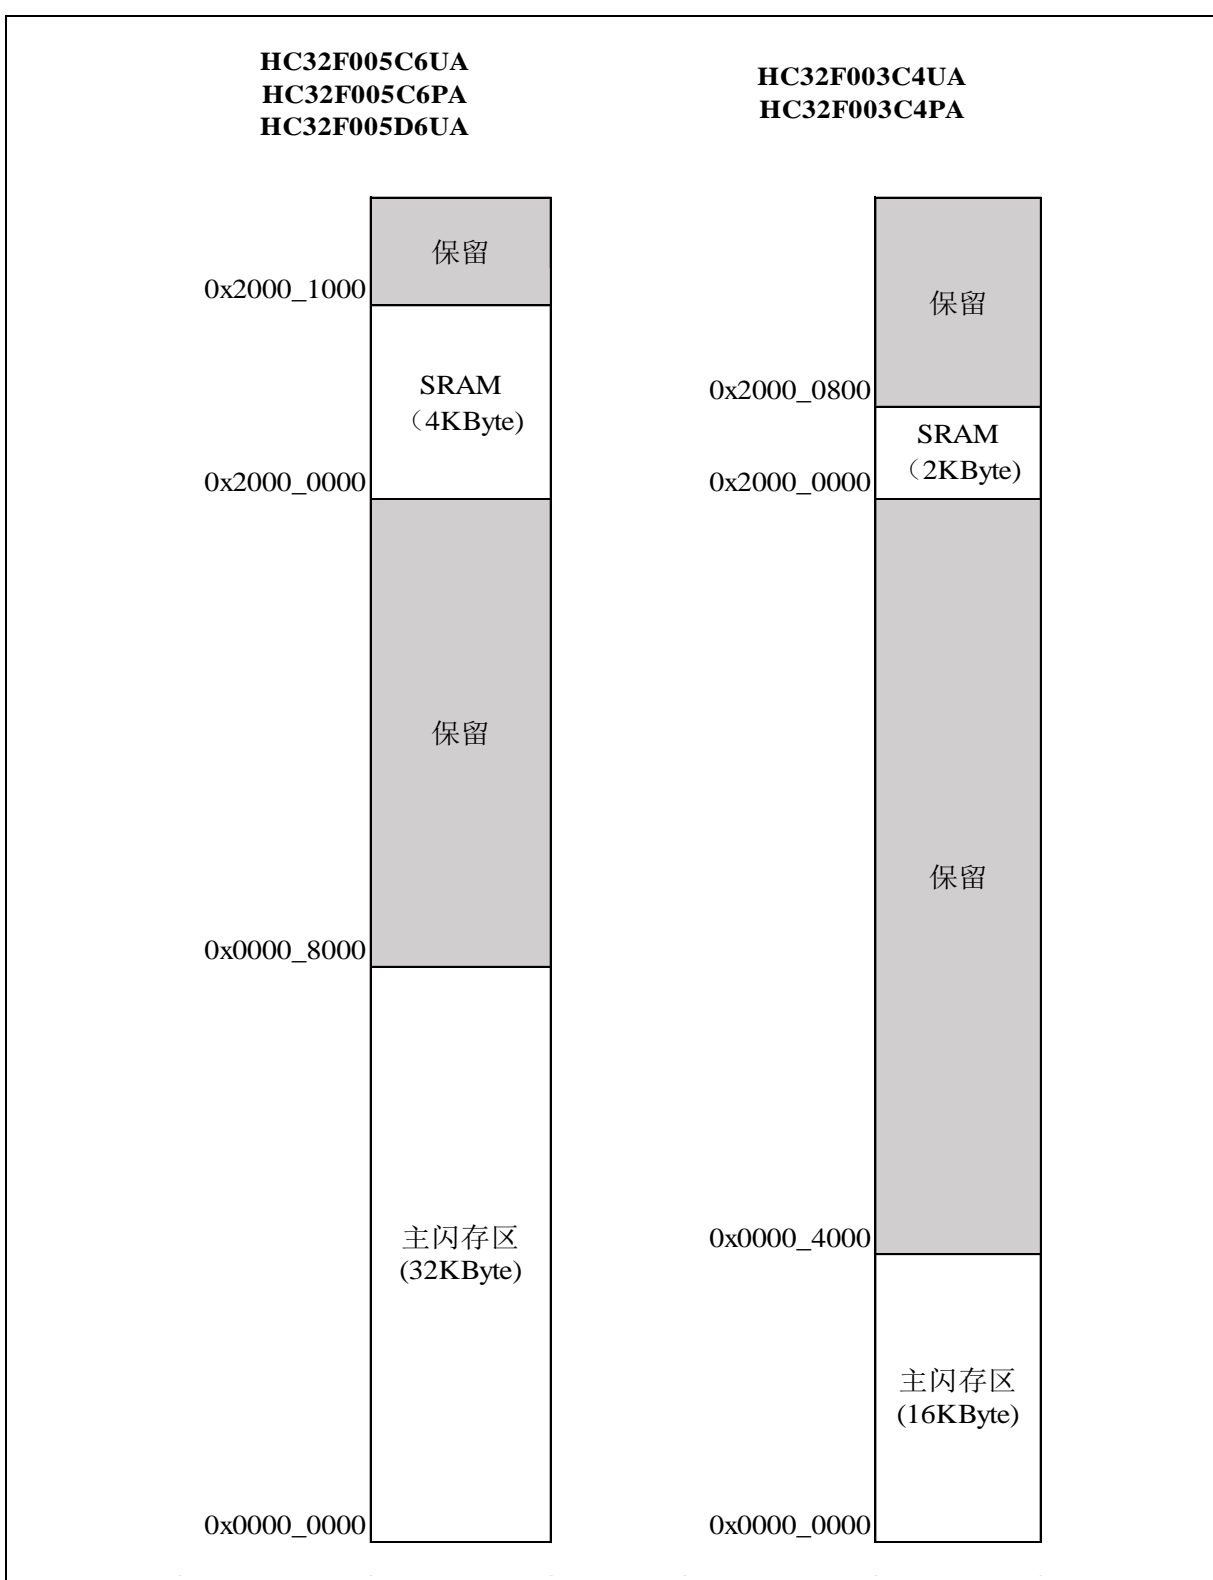 HC32F005C6UA
HC32F005C6PA
HC32F005D6UA
保留
0x2000_1000
SRAM
（4KByte)
0x2000_0000
保留
0x0000_8000
主闪存区
(32KByte)
0x0000_0000
HC32F003C4UA
HC32F003C4PA
保留
0x2000_0800
SRAM
（2KByte)
0x2000_0000
保留
0x0000_4000
主闪存区
(16KByte)
0x0000_0000